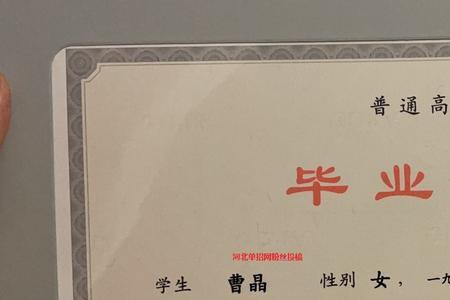 普通高
毕业
河北单招网粉丝投稿
学生 曹晶 性别 女，一九